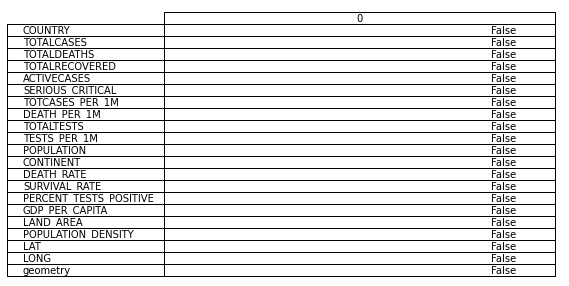 0
COUNTRY False
TOTALCASES False
TOTALDEATHS False
TOTALRECOVERED False
ACTIVECASES False
SERIOUS_CRITICAL False
TOTCASES_PER_1M False
DEATH_PER_1M False
TOTALTESTS False
TESTS_PER_1M False
POPULATION False
CONTINENT False
DEATH_RATE False
SURVIVAL_RATE False
PERCENT_TESTS_POSITIVE False
GDP_PER_CAPITA False
LAND_AREA False
POPULATION_DENSITY False
LAT False
LONG False
geometry False